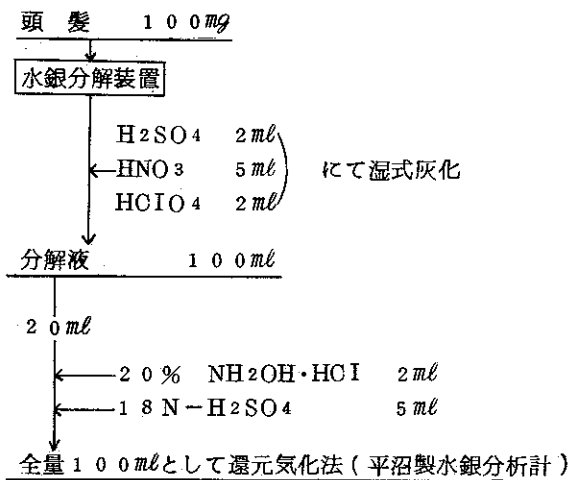 頭髪 100mg
水銀分解装置
H2SO4 2mℓ
HNO3 5mℓ にて湿式灰化
HClO4 2mℓ
分解液 100mℓ
20mℓ
20% NH2OH・HCl 2mℓ
18N-H2SO4 5mℓ
全量100mℓとして還元気化法(平沼製水銀分析計)